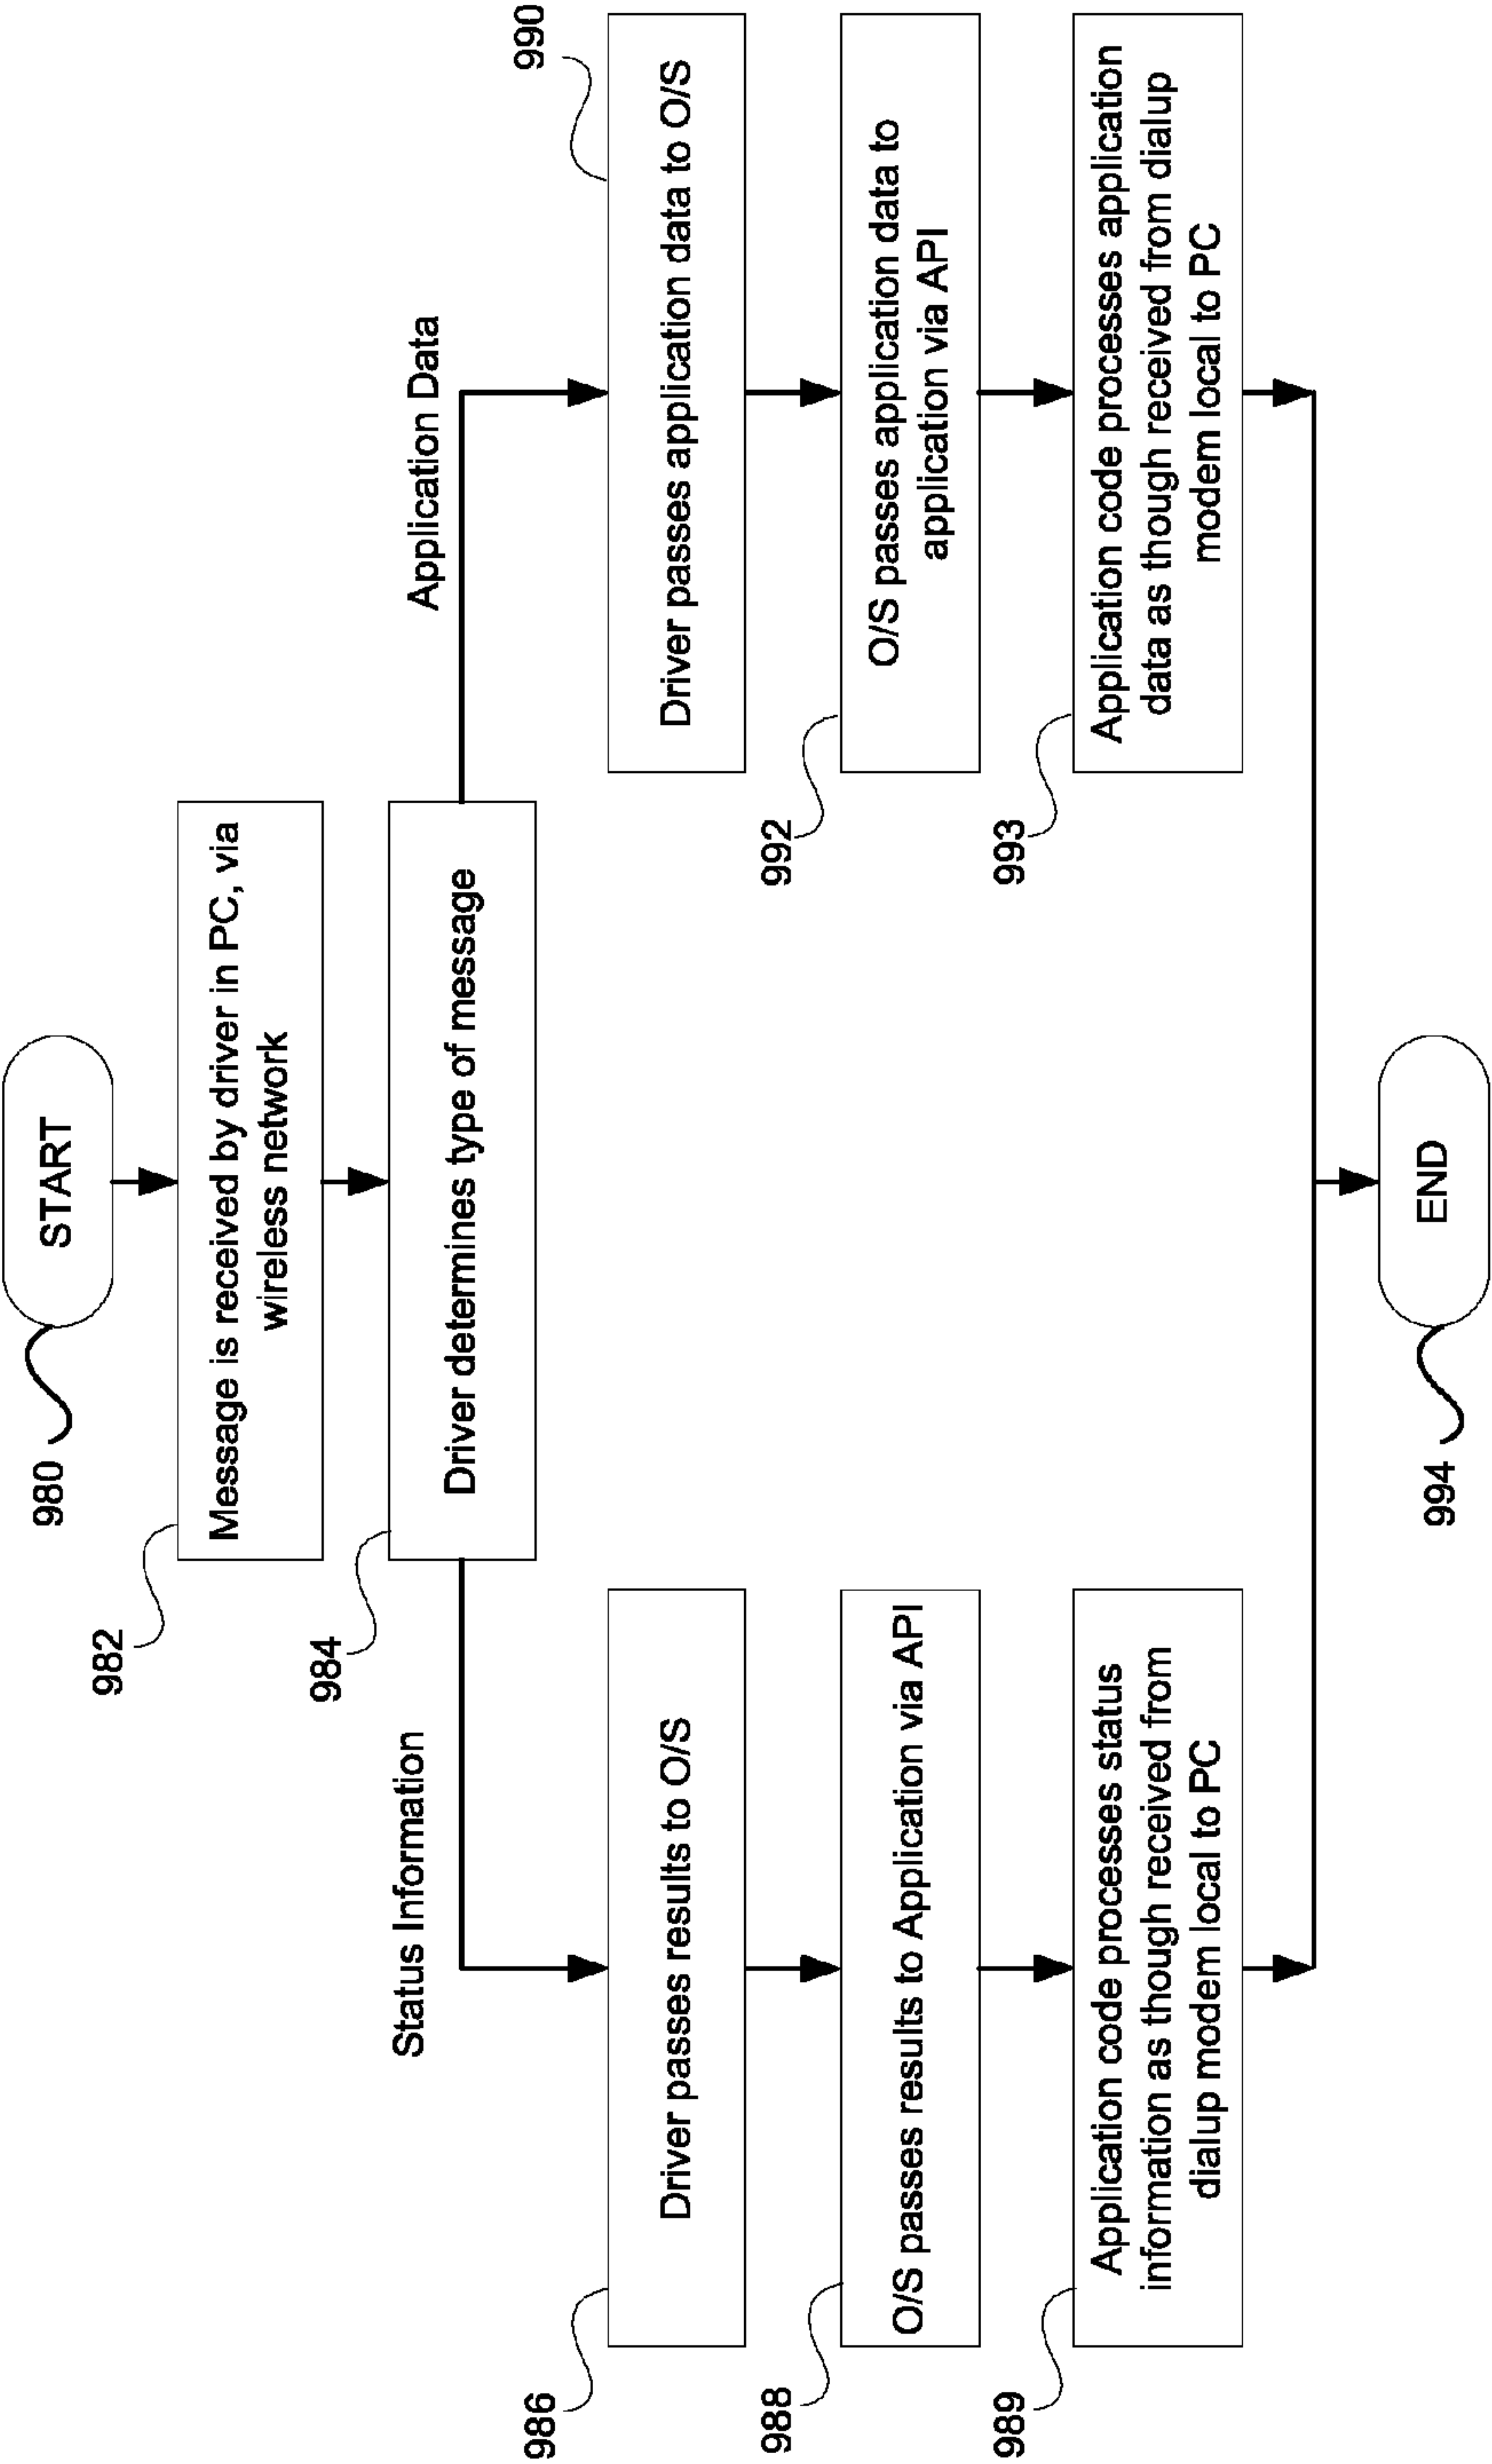 START
980
Message is received by driver in PC, via
wireless network
982
Driver determines type of message
984
Status Information
Application Data
Driver passes results to O/S
986
Driver passes application data to O/S
990
O/S passes results to Application via API
988
O/S passes application data to
application via API
992
Application code process status
information as though received from
dialup modem local to PC
989
Application code processes application
data as though received from dialup
modem local to PC
993
END
994